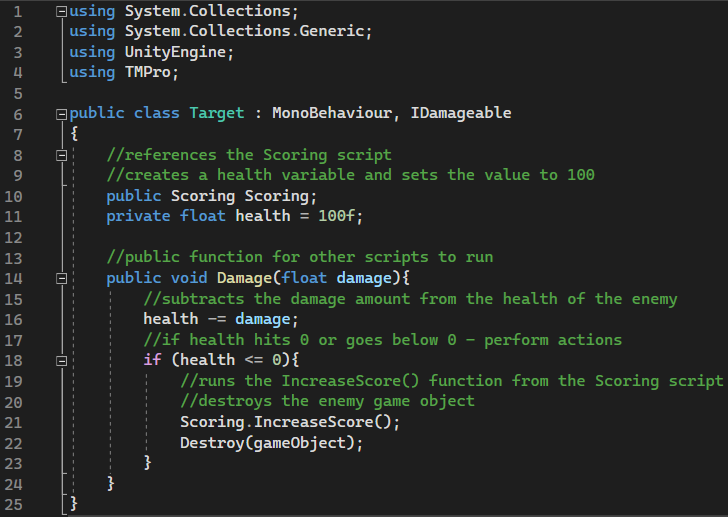 1 using System.Collections;
2 using System.Collections.Generic;
3 using UnityEngine;
4 using TMPro;
5
6 public class Target : MonoBehaviour, IDamageable
7 {
8 //references the Scoring script
9 //creates a health variable and sets the value to 100
10 public Scoring Scoring;
11 private float health = 100f;
12
13 //public function for other scripts to run
14 public void Damage(float damage){
15 //subtracts the damage amount from the health of the enemy
16 health -= damage;
17 //if health hits 0 or goes below 0 - perform actions
18 if (health <= 0){
19 //runs the IncreaseScore() function from the Scoring script
20 //destroys the enemy game object
21 Scoring.IncreaseScore();
22 Destroy(gameObject);
23 }
24 }
25 }